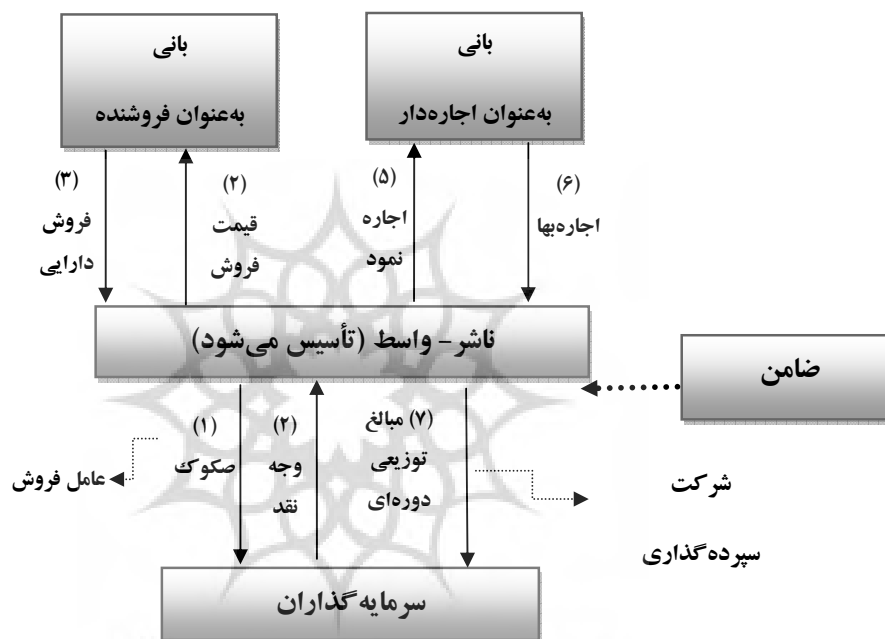 بانی
به‌عنوان فروشنده
بانی
به‌عنوان اجاره‌دار
(۳)
فروش
دارایی
(۲)
قیمت
فروش
(۵)
اجاره
نمود
(۶)
اجاره‌بها
ناشر - واسط (تأسیس می‌شود)
ضامن
(۱)
صکوک
(۲)
وجه
نقد
(۷) مبالغ
توزیعی
دوره‌ای
عامل فروش
شرکت
سپرده‌گذاری
سرمایه‌گذاران